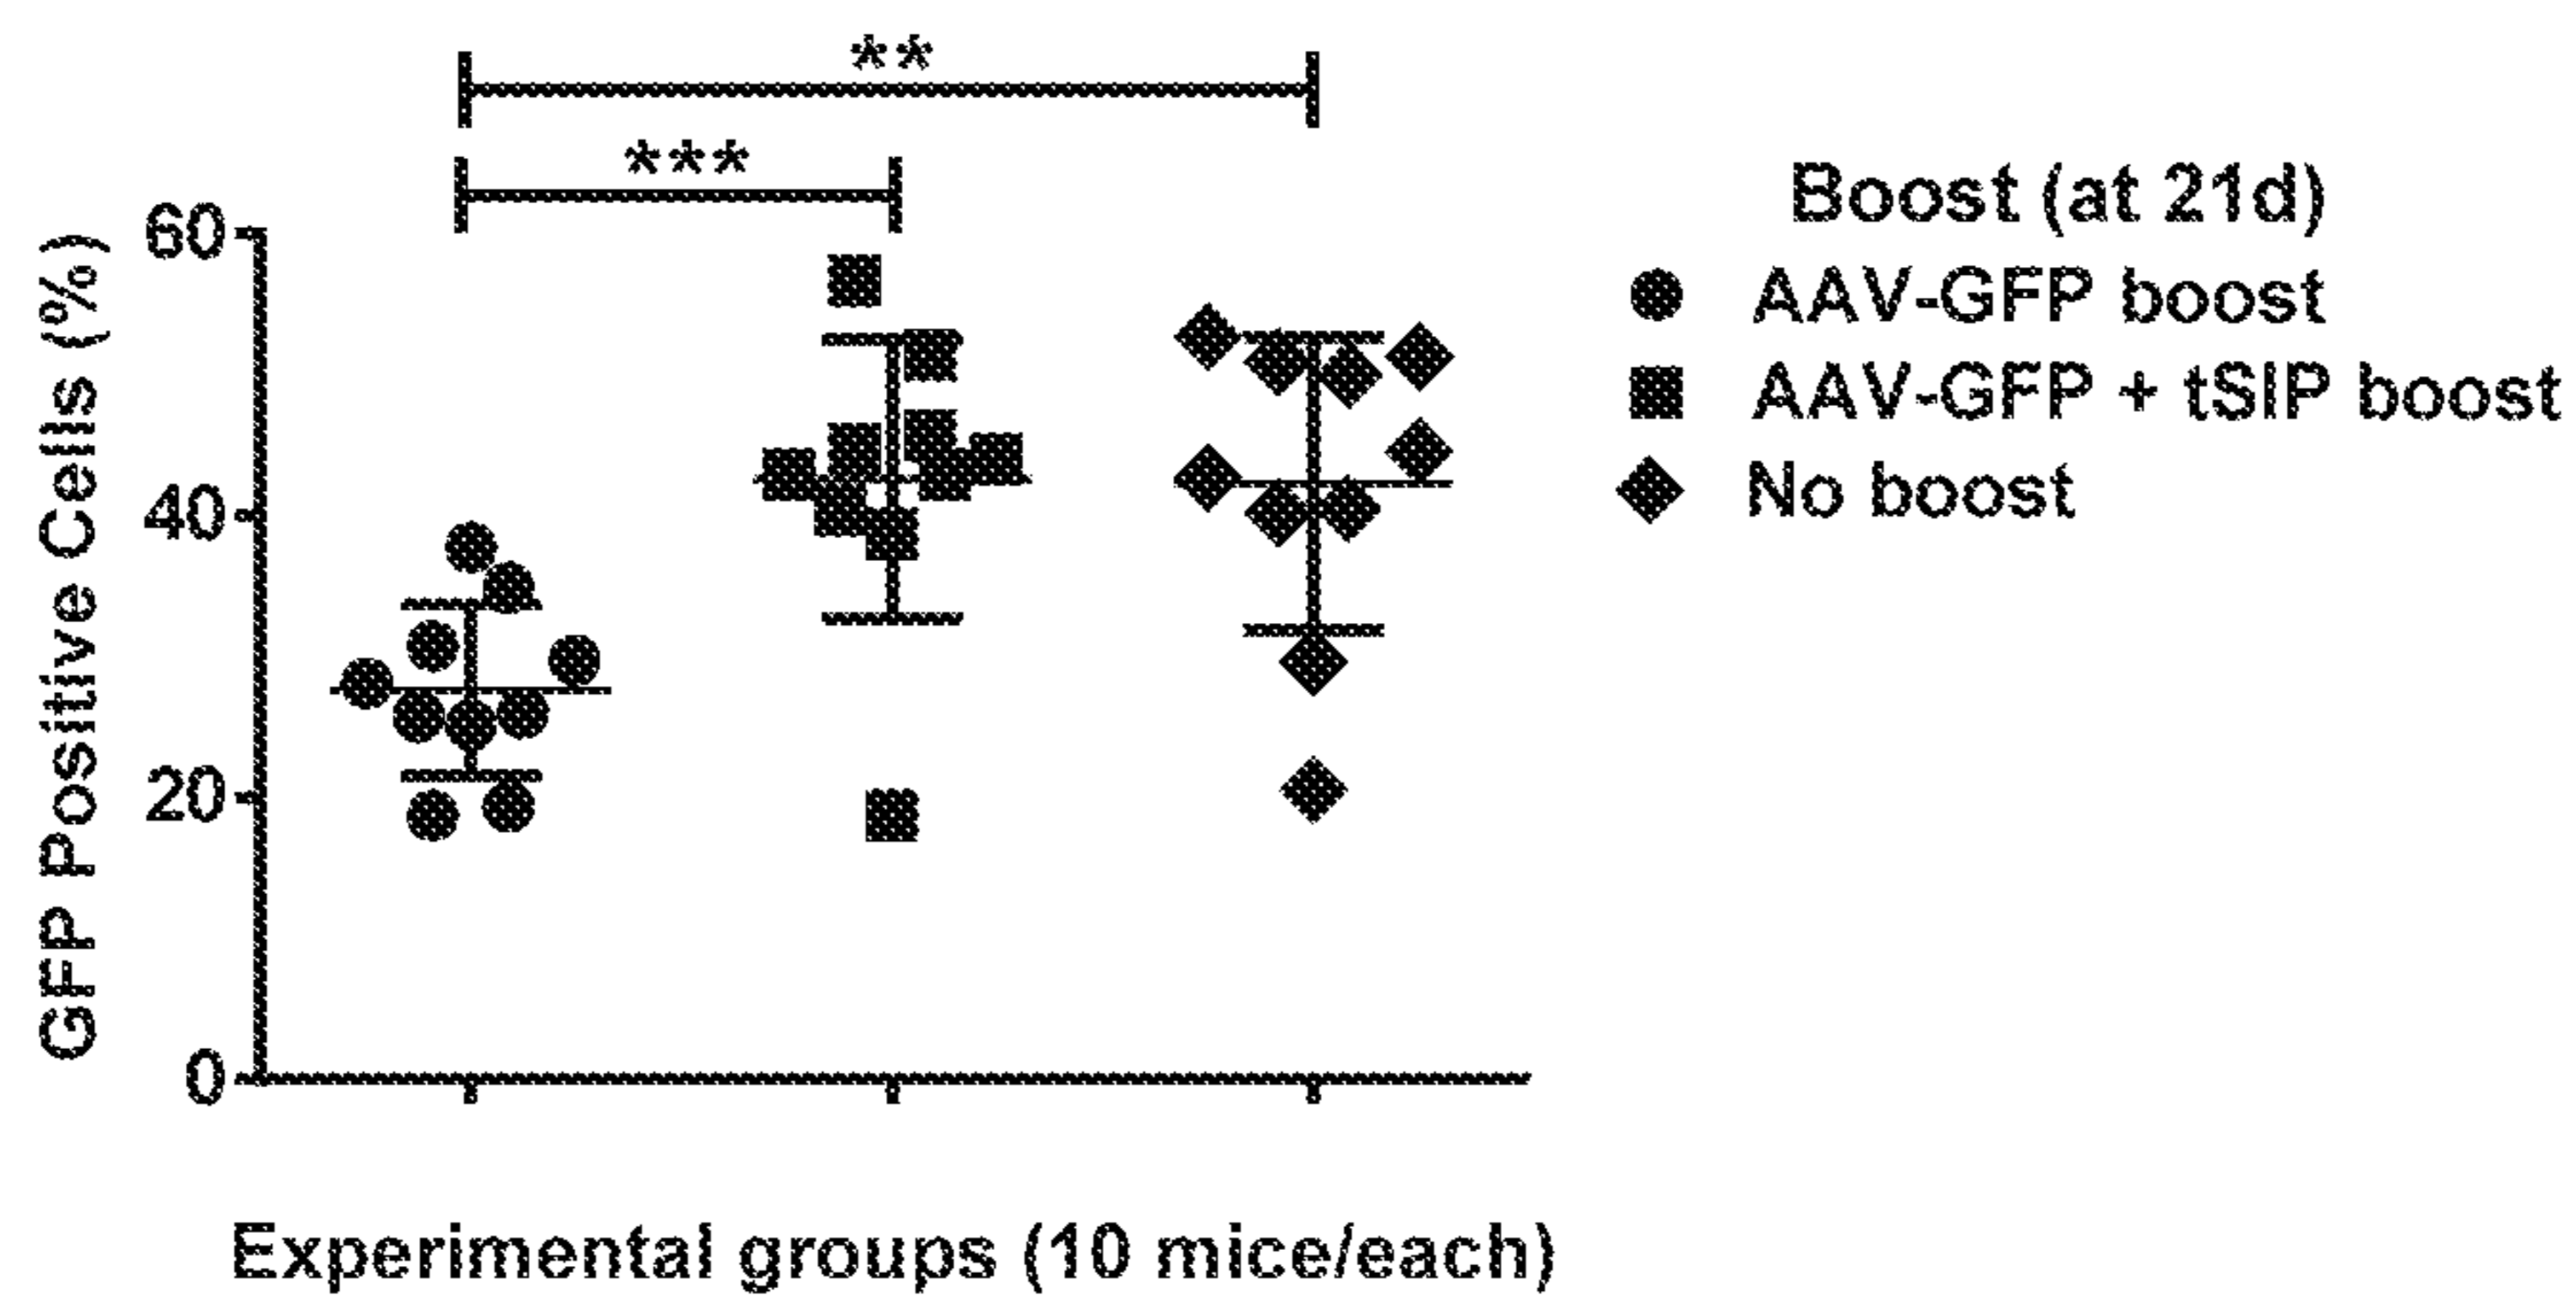 **
***
GFP Positive Cells (%)
60
40
20
0
Boost (at 21d)
AAV-GFP boost
AAV-GFP + tSIP boost
No boost
Experimental groups (10 mice/each)